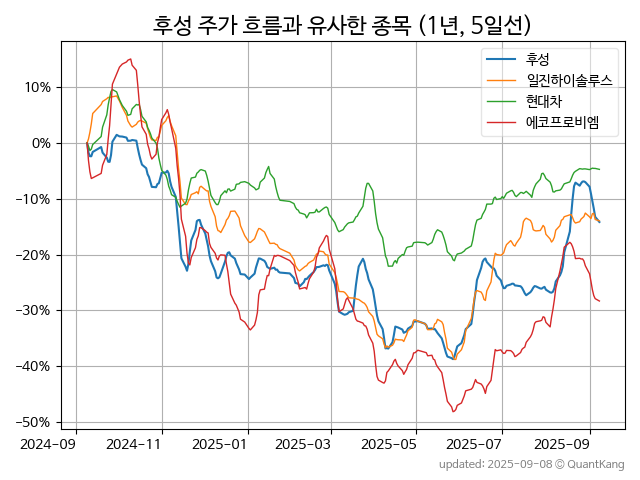 후성 주가 흐름과 유사한 종목 (1년, 5일선)
후성
일진하이솔루스
현대차
에코프로비엠
10%
0%
−10%
−20%
−30%
−40%
−50%
2024-09 2024-11 2025-01 2025-03 2025-05 2025-07 2025-09
updated: 2025-09-08 © QuantKang